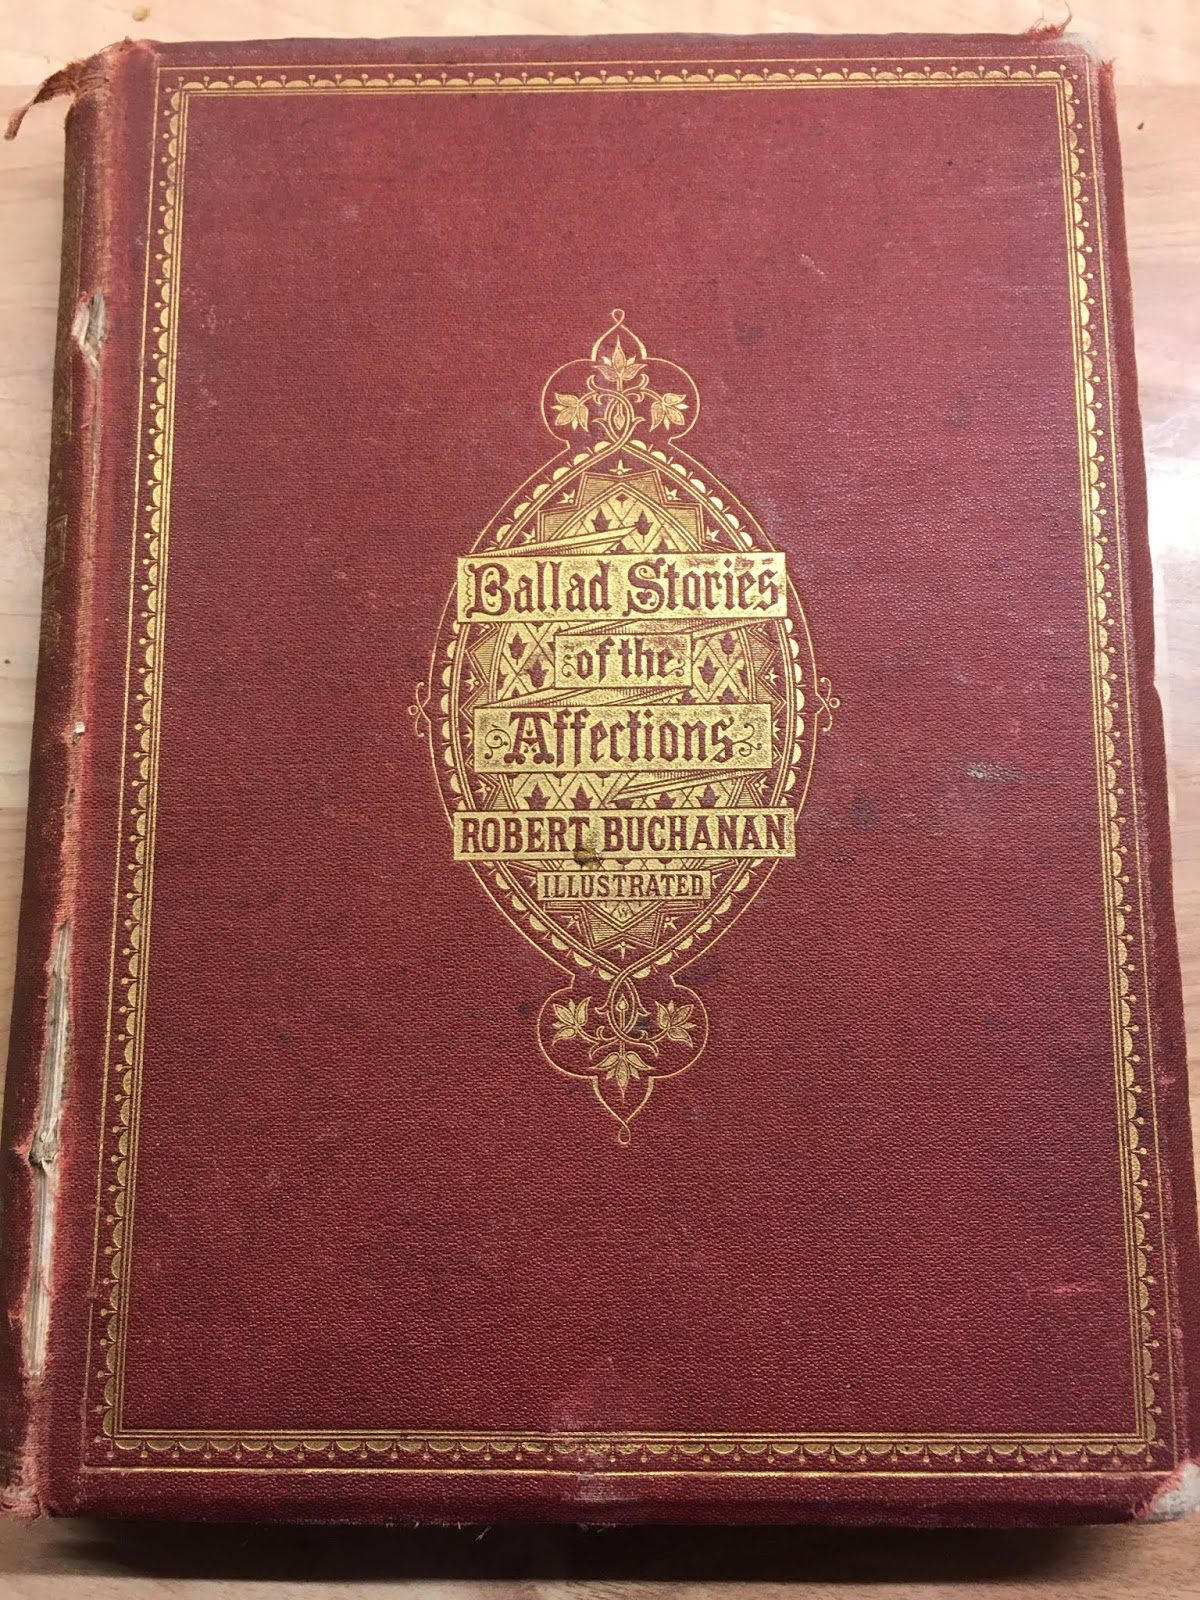 Ballad Stories
of the
Affections
ROBERT BUCHANAN
ILLUSTRATED